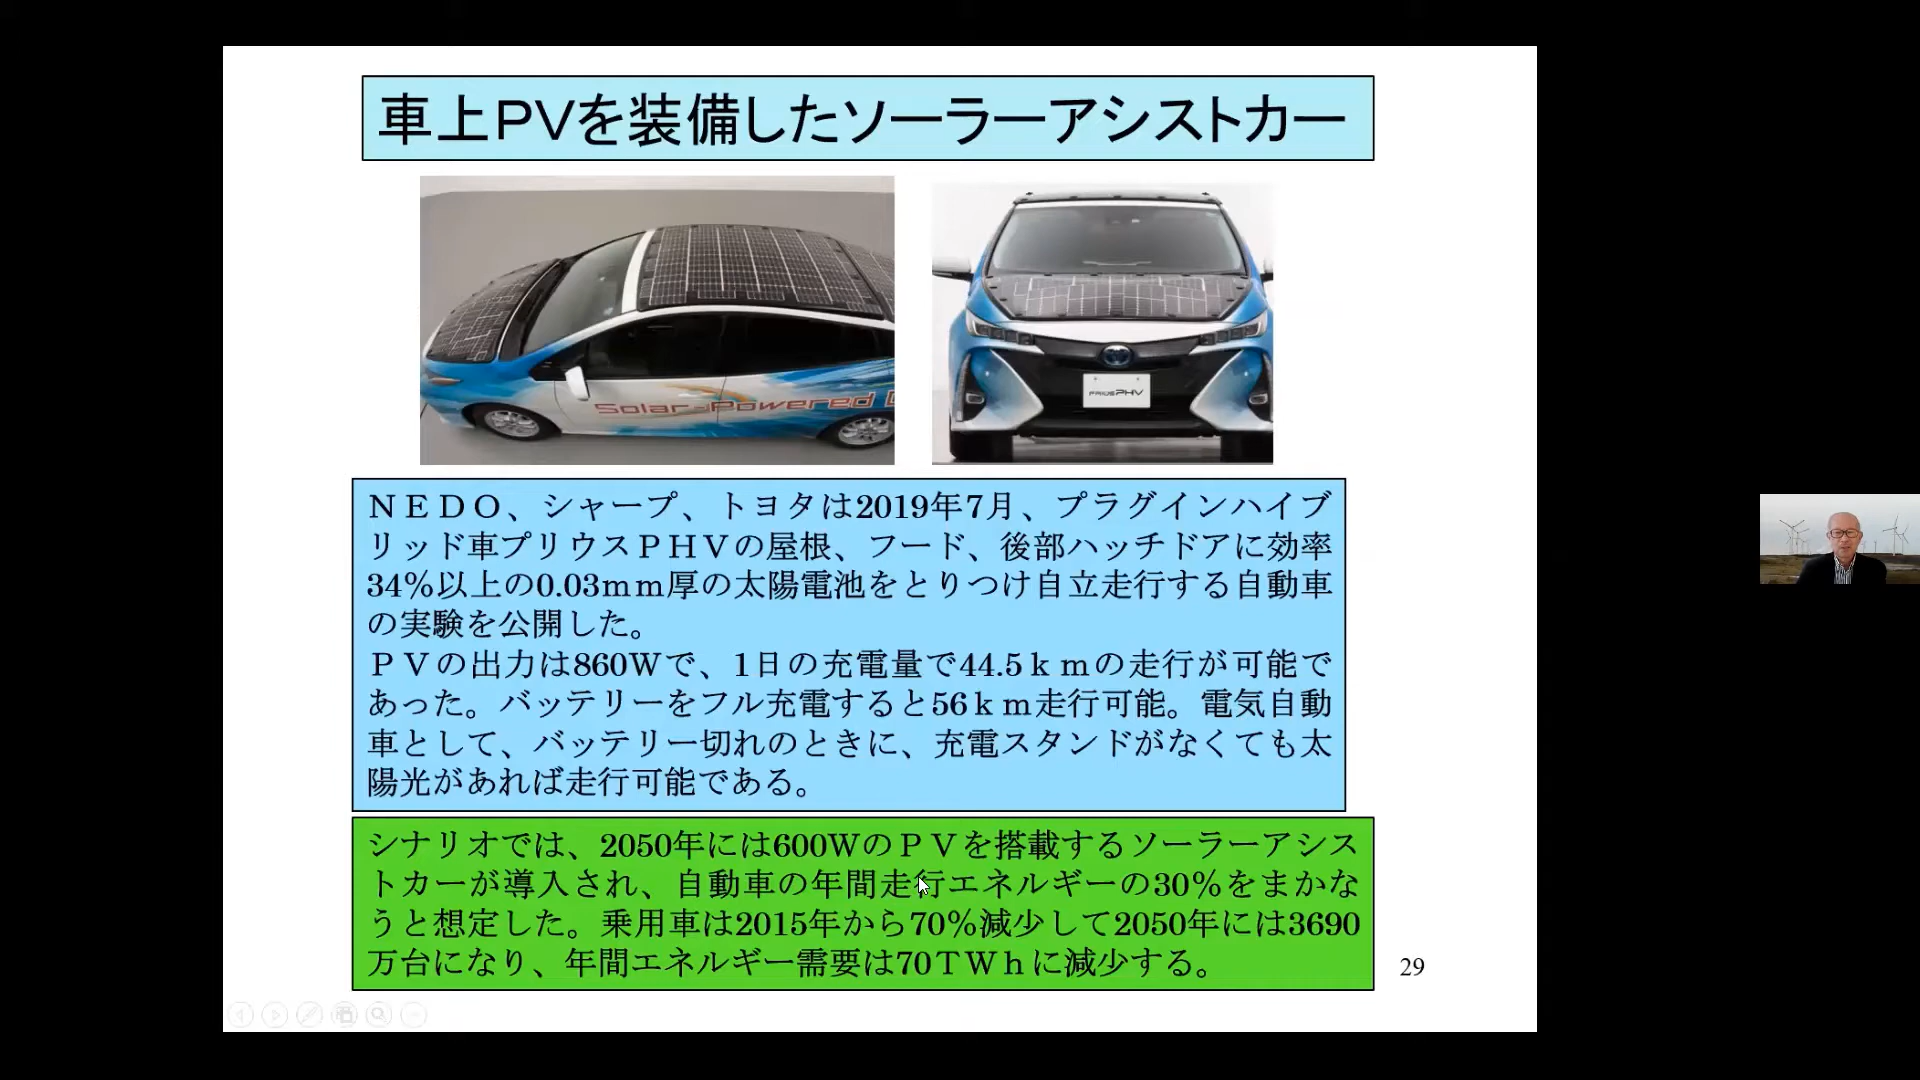 車上PVを装備したソーラーアシストカー
Solar-Powered
PRIUSPHV
ＮＥＤＯ、シャープ、トヨタは2019年7月、プラグインハイブ
リッド車プリウスＰＨＶの屋根、フード、後部ハッチドアに効率
34％以上の0.03ｍｍ厚の太陽電池をとりつけ自立走行する自動車
の実験を公開した。
ＰＶの出力は860Wで、1日の充電量で44.5ｋｍの走行が可能で
あった。バッテリーをフル充電すると56ｋｍ走行可能。電気自動
車として、バッテリー切れのときに、充電スタンドがなくても太
陽光があれば走行可能である。
シナリオでは、2050年には600WのＰＶを搭載するソーラーアシス
トカーが導入され、自動車の年間走行エネルギーの30％をまかな
うと想定した。乗用車は2015年から70％減少して2050年には3690
万台になり、年間エネルギー需要は70ＴＷｈに減少する。
29